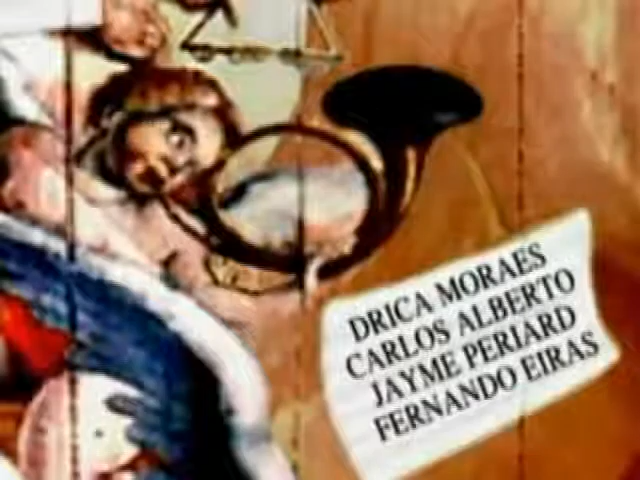 DRICA MORAES
CARLOS ALBERTO
JAYME PERIARD
FERNANDO EIRAS